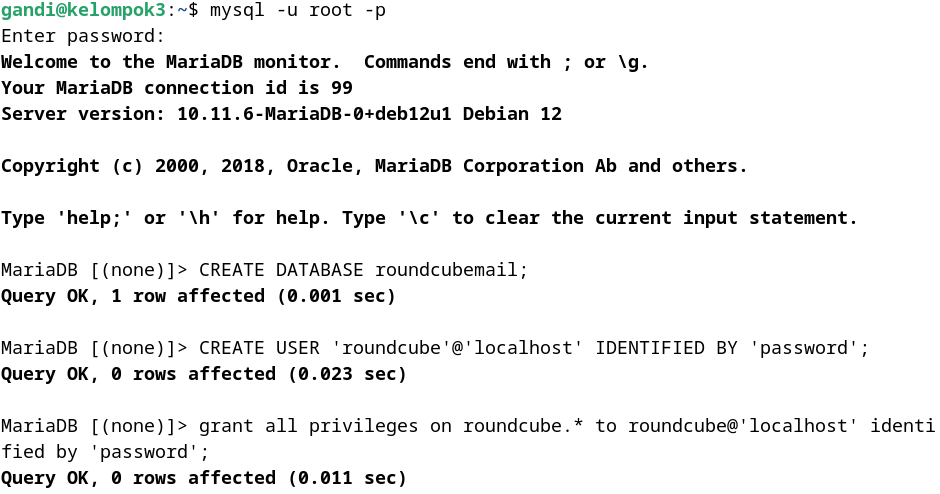 gandi@kelompok3:~$ mysql -u root -p
Enter password:
Welcome to the MariaDB monitor.  Commands end with ; or \g.
Your MariaDB connection id is 99
Server version: 10.11.6-MariaDB-0+deb12u1 Debian 12
Copyright (c) 2000, 2018, Oracle, MariaDB Corporation Ab and others.
Type 'help;' or '\h' for help. Type '\c' to clear the current input statement.
MariaDB [(none)]> CREATE DATABASE roundcubemail;
Query OK, 1 row affected (0.001 sec)
MariaDB [(none)]> CREATE USER 'roundcube'@'localhost' IDENTIFIED BY 'password';
Query OK, 0 rows affected (0.023 sec)
MariaDB [(none)]> grant all privileges on roundcube.* to roundcube@'localhost' identi
fied by 'password';
Query OK, 0 rows affected (0.011 sec)